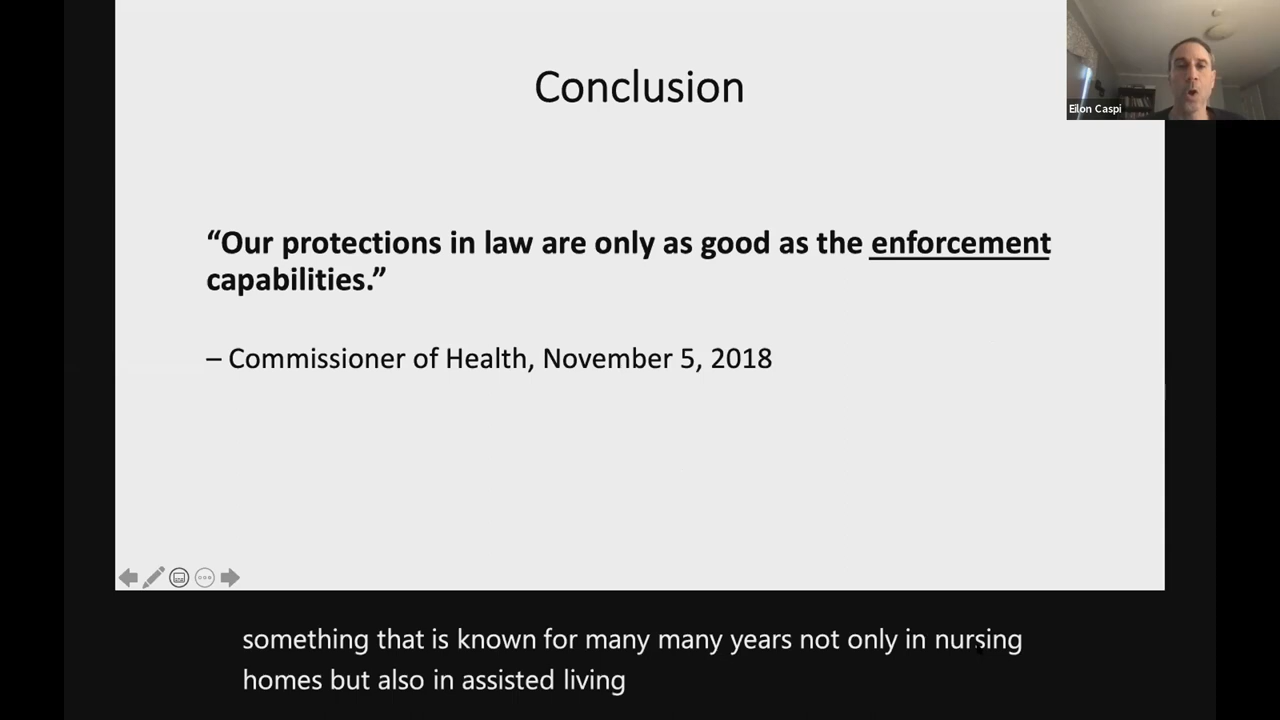 Conclusion
Eilon Caspi
“Our protections in law are only as good as the enforcement
capabilities.”
– Commissioner of Health, November 5, 2018
something that is known for many many years not only in nursing
homes but also in assisted living